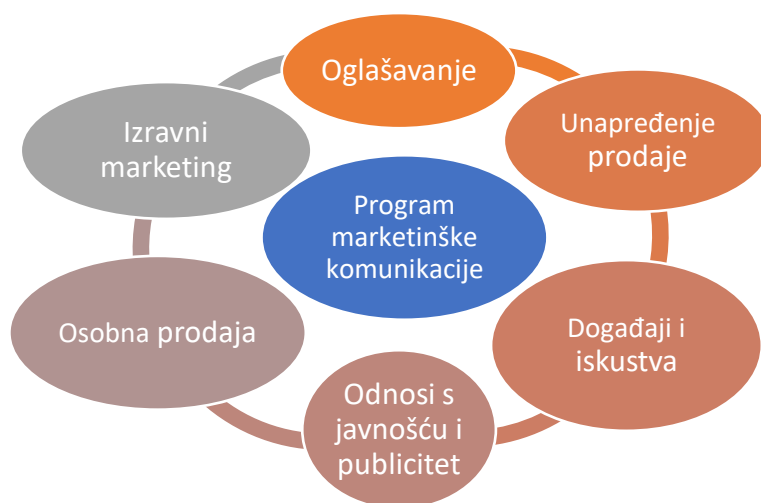 Oglašavanje
Unapređenje
prodaje
Događaji i
iskustva
Odnosi s
javnošću i
publicitet
Osobna prodaja
Izravni
marketing
Program
marketinške
komunikacije